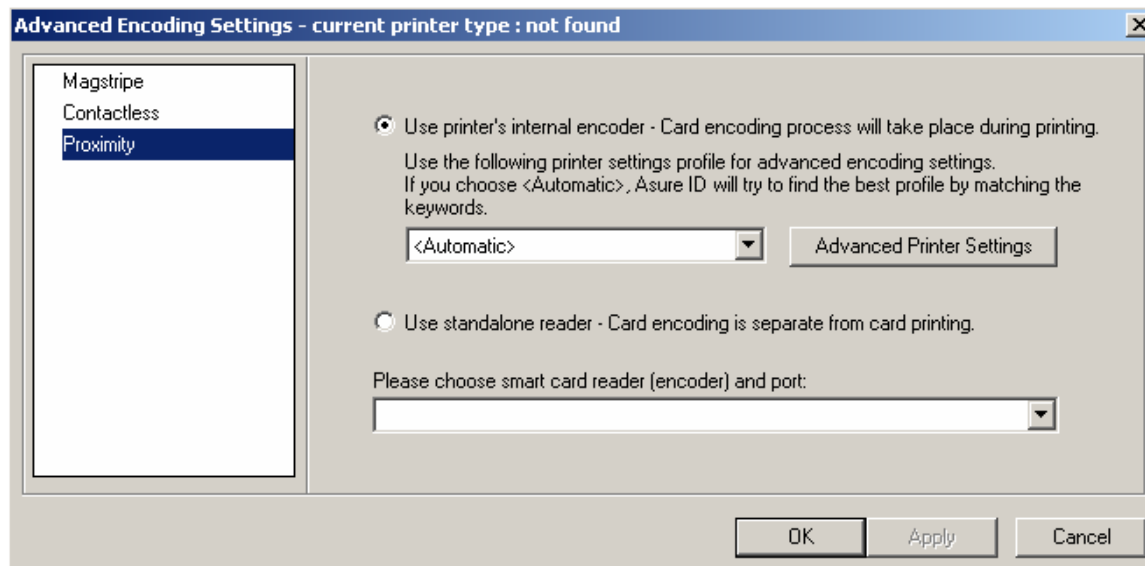 Advanced Encoding Settings - current printer type : not found
Magstripe
Contactless
Proximity
Use printer's internal encoder - Card encoding process will take place during printing.
Use the following printer settings profile for advanced encoding settings.
If you choose <Automatic>, Asure ID will try to find the best profile by matching the
keywords.
<Automatic>
Advanced Printer Settings
Use standalone reader - Card encoding is separate from card printing.
Please choose smart card reader (encoder) and port:
OK
Apply
Cancel